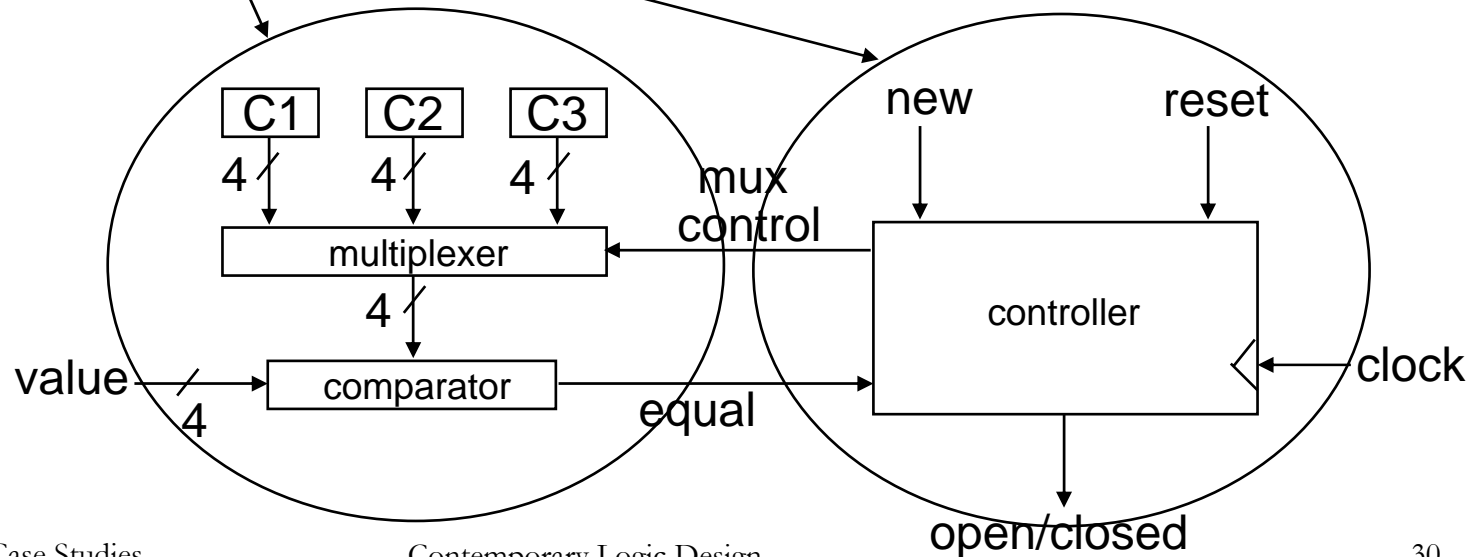 new reset
C1 C2 C3
4 4 4
mux
control
multiplexer
4
controller
value
4
comparator
equal
clock
open/closed
Case Studies Contemporary Logic Design 30